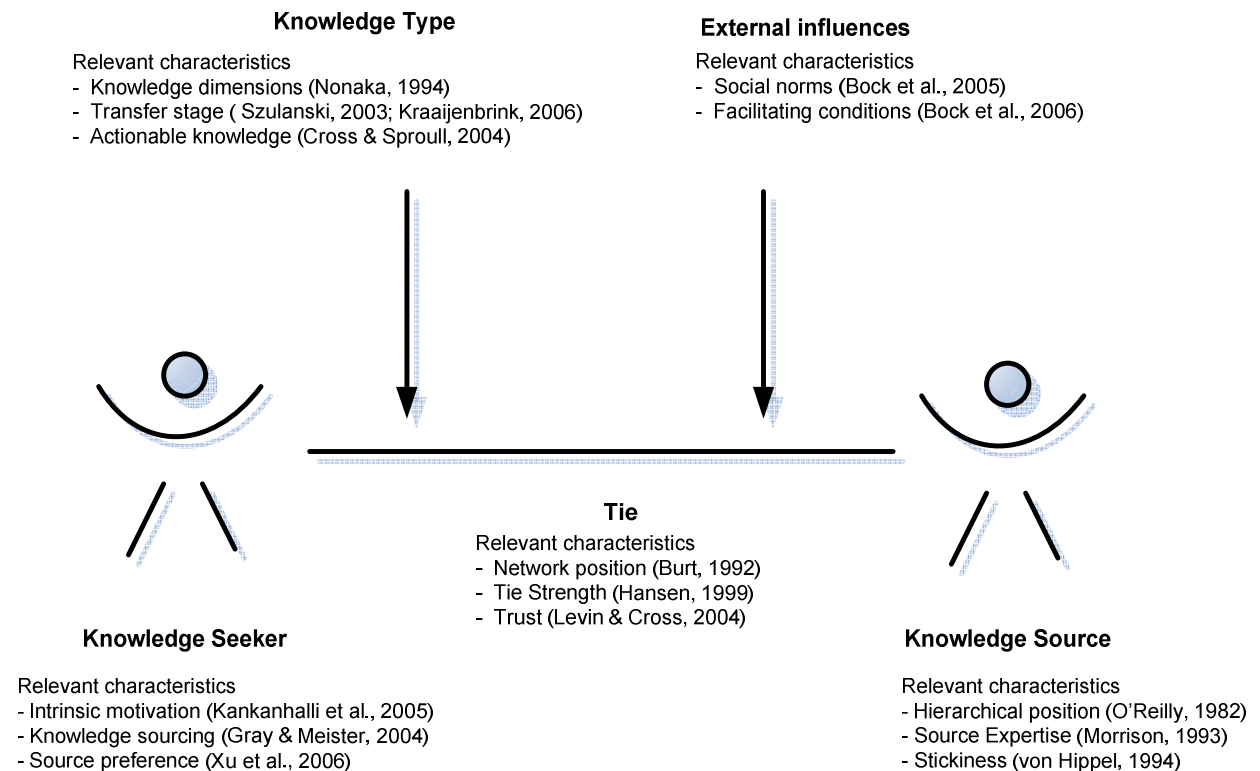 Knowledge Type
Relevant characteristics
- Knowledge dimensions (Nonaka, 1994)
- Transfer stage ( Szulanski, 2003; Kraaijenbrink, 2006)
- Actionable knowledge (Cross & Sproull, 2004)
External influences
Relevant characteristics
- Social norms (Bock et al., 2005)
- Facilitating conditions (Bock et al., 2006)
Tie
Relevant characteristics
- Network position (Burt, 1992)
- Tie Strength (Hansen, 1999)
- Trust (Levin & Cross, 2004)
Knowledge Seeker
Relevant characteristics
- Intrinsic motivation (Kankanhalli et al., 2005)
- Knowledge sourcing (Gray & Meister, 2004)
- Source preference (Xu et al., 2006)
Knowledge Source
Relevant characteristics
- Hierarchical position (O'Reilly, 1982)
- Source Expertise (Morrison, 1993)
- Stickiness (von Hippel, 1994)